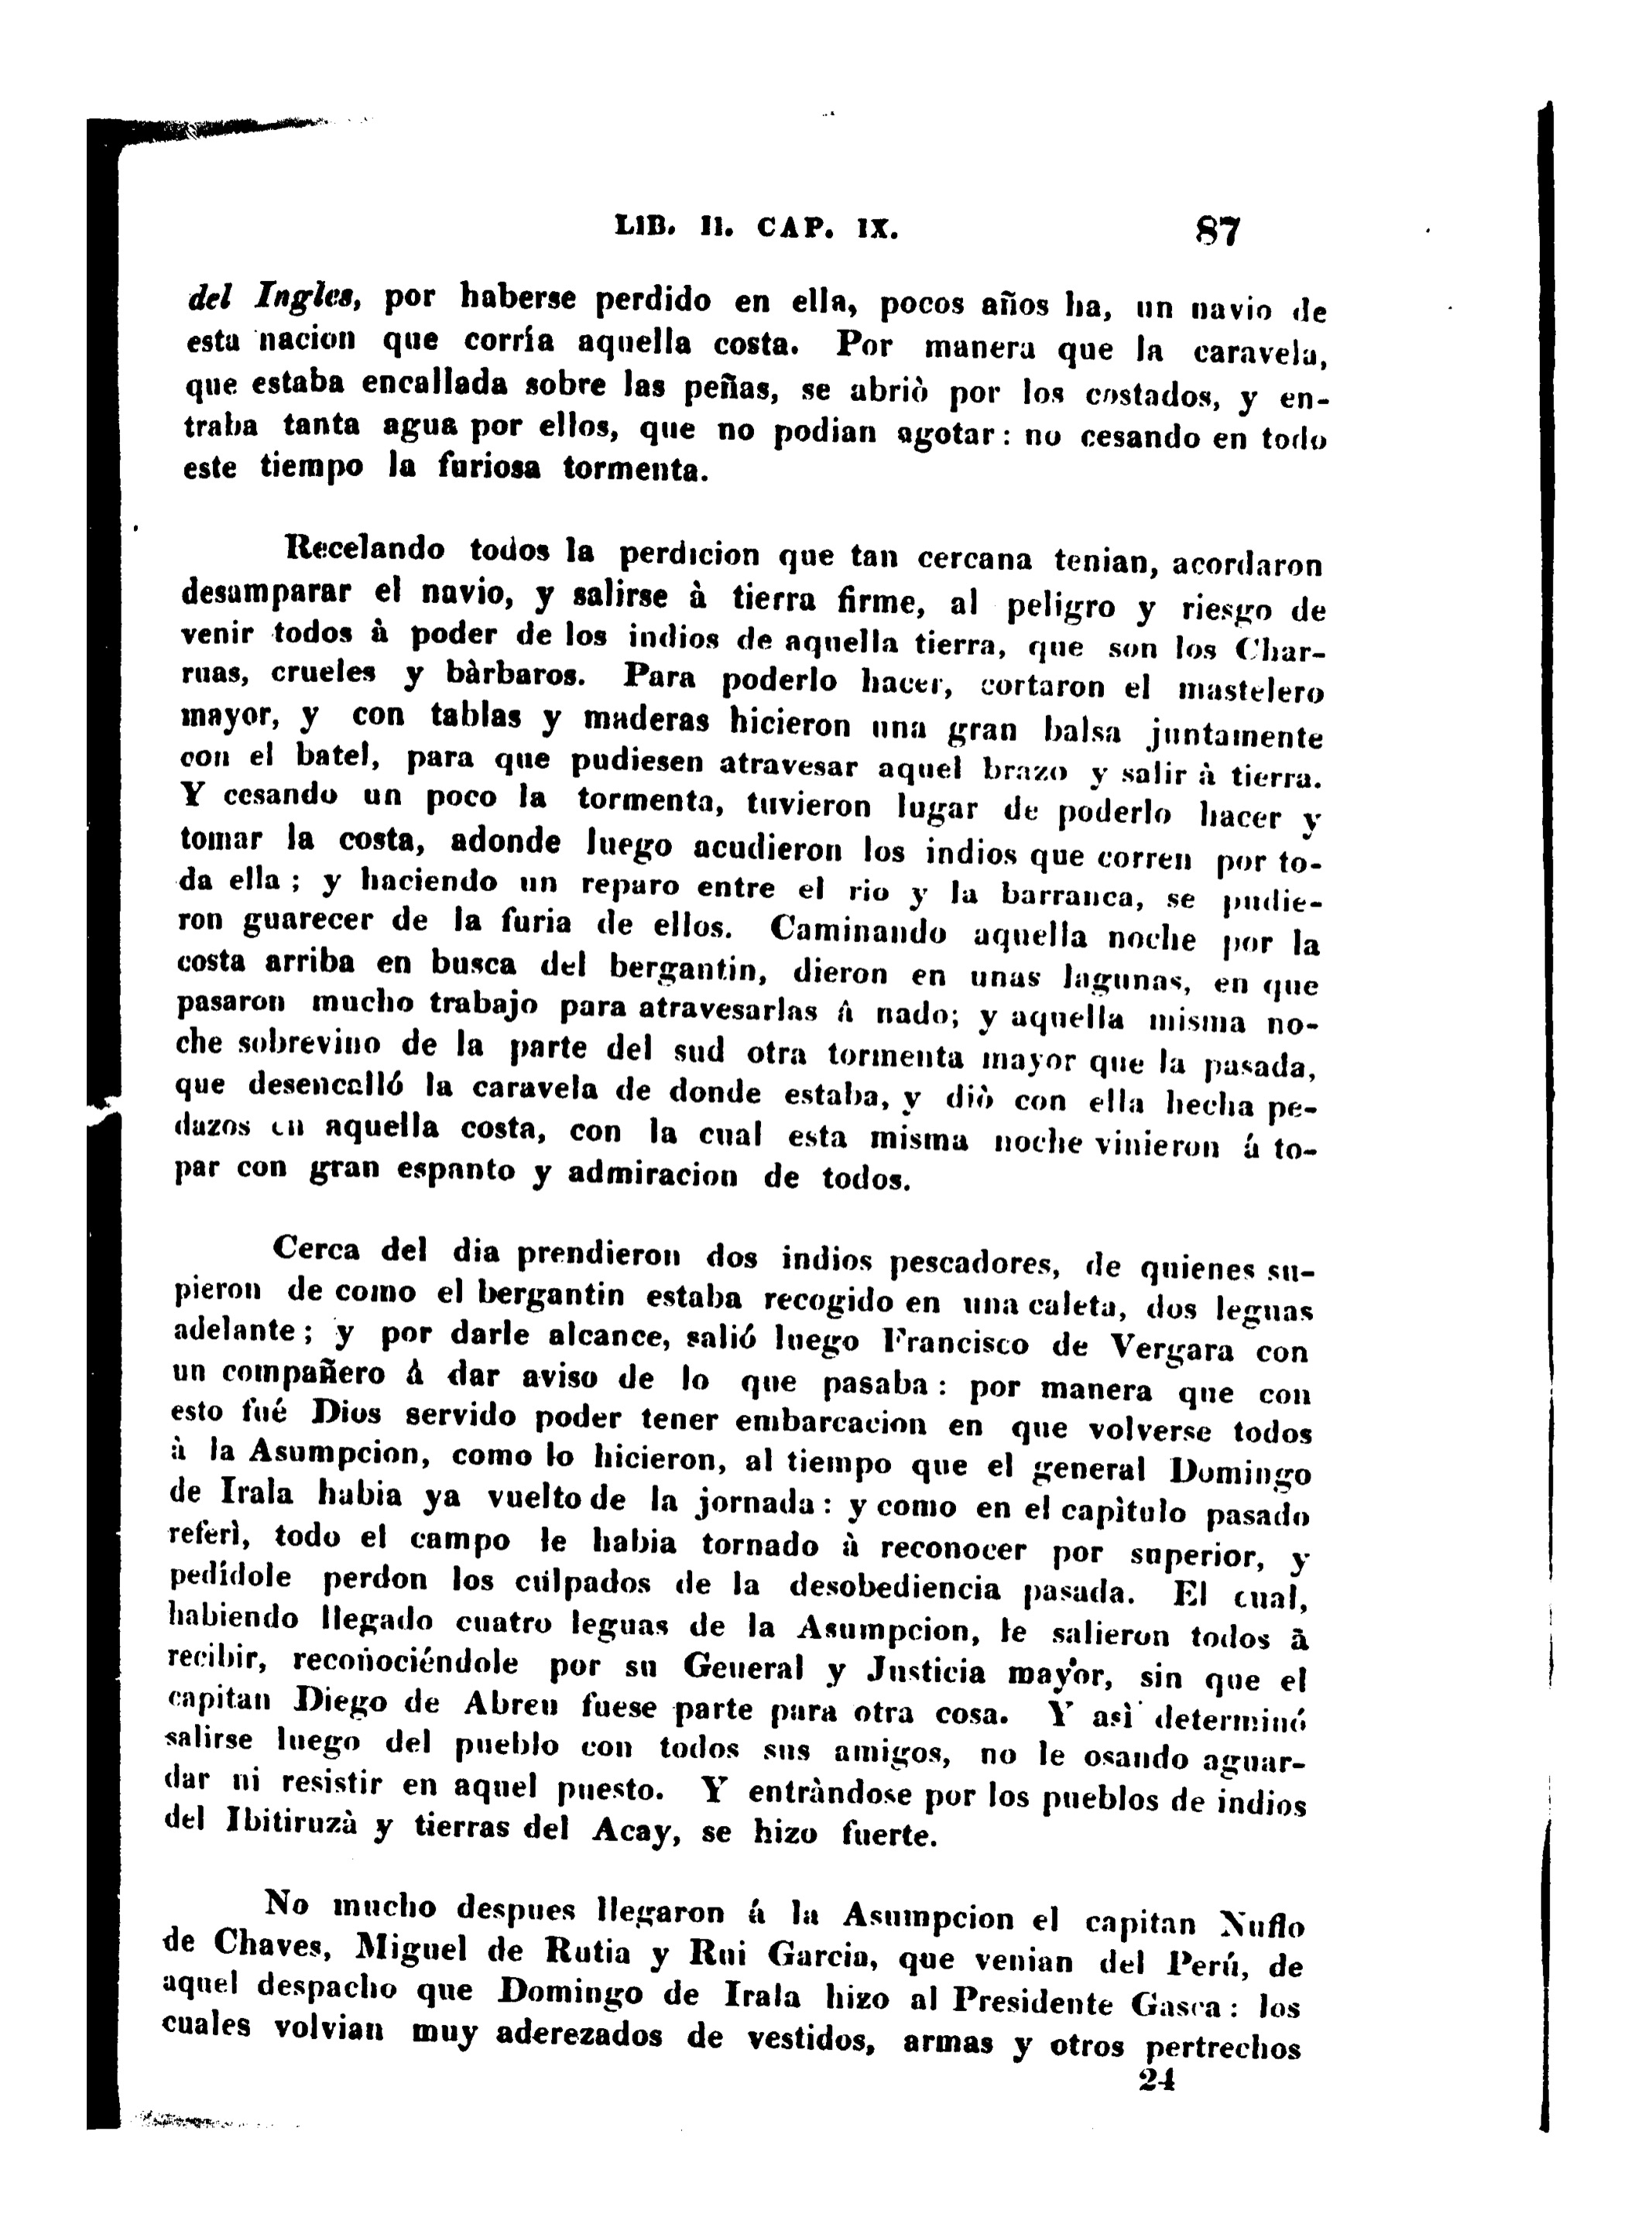 LIB. II. CAP. IX. 87
del Ingles, por haberse perdido en ella, pocos años ha, un navio de
esta nacion que corría aquella costa. Por manera que la caravela,
que estaba encallada sobre las peñas, se abriò por los costados, y en-
traba tanta agua por ellos, que no podian agotar: no cesando en todo
este tiempo la furiosa tormenta.
Recelando todos la perdicion que tan cercana tenian, acordaron
desamparar el navio, y salirse à tierra firme, al peligro y riesgo de
venir todos à poder de los indios de aquella tierra, que son los Char-
ruas, crueles y bàrbaros. Para poderlo hacer, cortaron el mastelero
mayor, y con tablas y maderas hicieron una gran balsa juntamente
con el batel, para que pudiesen atravesar aquel brazo y salir à tierra.
Y cesando un poco la tormenta, tuvieron lugar de poderlo hacer y
tomar la costa, adonde luego acudieron los indios que corren por to-
da ella; y haciendo un reparo entre el rio y la barranca, se pudie-
ron guarecer de la furia de ellos. Caminando aquella noche por la
costa arriba en busca del bergantin, dieron en unas lagunas, en que
pasaron mucho trabajo para atravesarlas á nado; y aquella misma no-
che sobrevino de la parte del sud otra tormenta mayor que la pasada,
que desencalló la caravela de donde estaba, y diò con ella hecha pe-
dazos en aquella costa, con la cual esta misma noche vinieron á to-
par con gran espanto y admiracion de todos.
Cerca del dia prendieron dos indios pescadores, de quienes su-
pieron de como el bergantin estaba recogido en una caleta, dos leguas
adelante; y por darle alcance, salió luego Francisco de Vergara con
un compañero á dar aviso de lo que pasaba: por manera que con
esto fué Dios servido poder tener embarcacion en que volverse todos
à la Asumpcion, como lo hicieron, al tiempo que el general Domingo
de Irala habia ya vuelto de la jornada: y como en el capìtulo pasado
referì, todo el campo le habia tornado à reconocer por superior, y
pedídole perdon los culpados de la desobediencia pasada. El cual,
habiendo llegado cuatro leguas de la Asumpcion, le salieron todos à
recibir, reconociéndole por su General y Justicia mayor, sin que el
capitan Diego de Abreu fuese parte para otra cosa. Y asì determinó
salirse luego del pueblo con todos sus amigos, no le osando aguar-
dar ni resistir en aquel puesto. Y entràndose por los pueblos de indios
del Ibitiruzà y tierras del Acay, se hizo fuerte.
No mucho despues llegaron á la Asumpcion el capitan Nuflo
de Chaves, Miguel de Rutia y Rui Garcia, que venian del Perú, de
aquel despacho que Domingo de Irala hizo al Presidente Gasca: los
cuales volvian muy aderezados de vestidos, armas y otros pertrechos
24